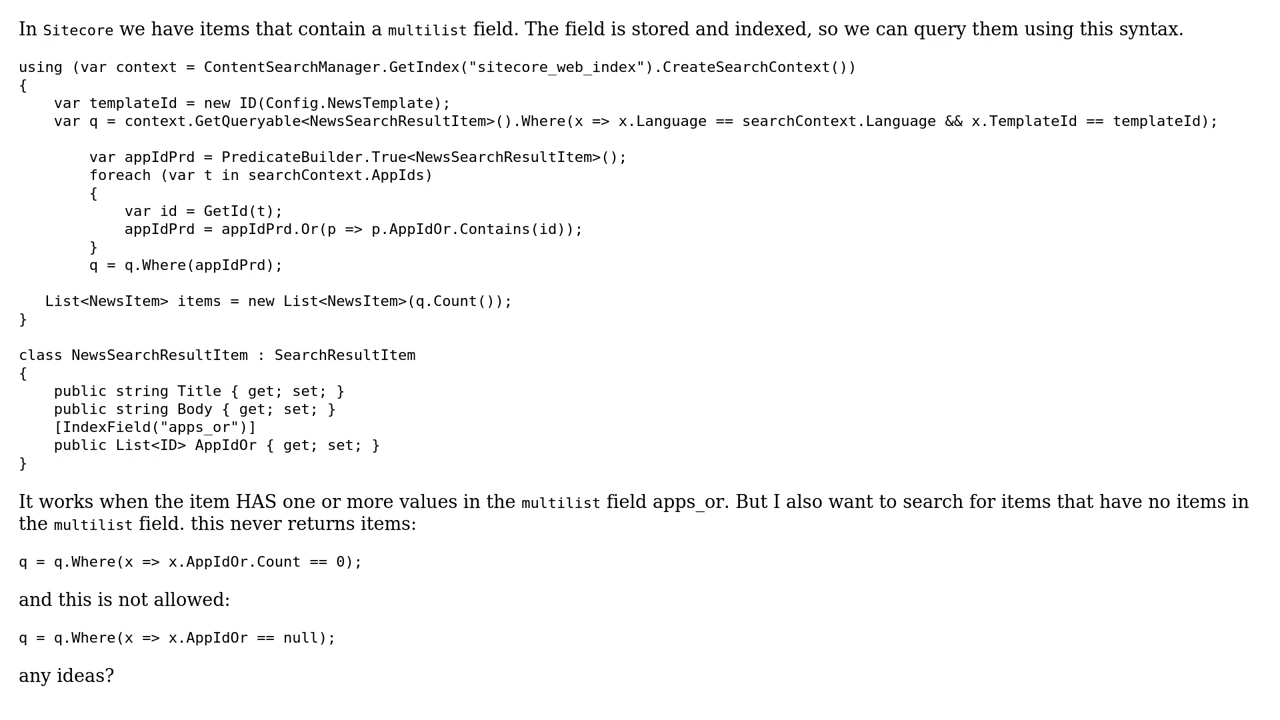 In Sitecore we have items that contain a multilist field. The field is stored and indexed, so we can query them using this syntax.
using (var context = ContentSearchManager.GetIndex("sitecore_web_index").CreateSearchContext())
{
    var templateId = new ID(Config.NewsTemplate);
    var q = context.GetQueryable<NewsSearchResultItem>().Where(x => x.Language == searchContext.Language && x.TemplateId == templateId);
        var appIdPrd = PredicateBuilder.True<NewsSearchResultItem>();
        foreach (var t in searchContext.AppIds)
        {
            var id = GetId(t);
            appIdPrd = appIdPrd.Or(p => p.AppIdOr.Contains(id));
        }
        q = q.Where(appIdPrd);
   List<NewsItem> items = new List<NewsItem>(q.Count());
}
class NewsSearchResultItem : SearchResultItem
{
    public string Title { get; set; }
    public string Body { get; set; }
    [IndexField("apps_or")]
    public List<ID> AppIdOr { get; set; }
}
It works when the item HAS one or more values in the multilist field apps_or. But I also want to search for items that have no items in
the multilist field. this never returns items:
q = q.Where(x => x.AppIdOr.Count == 0);
and this is not allowed:
q = q.Where(x => x.AppIdOr == null);
any ideas?